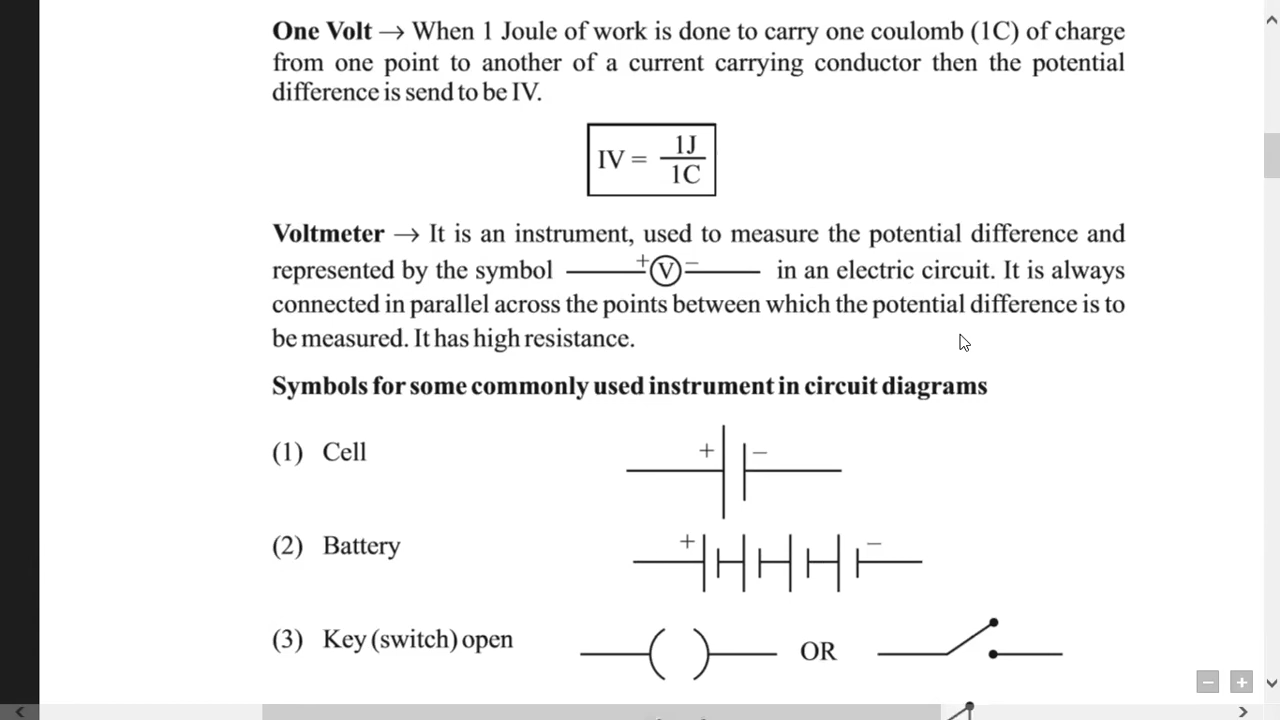 One Volt → When 1 Joule of work is done to carry one coulomb (1C) of charge
from one point to another of a current carrying conductor then the potential
difference is send to be IV.
IV = 1J
1C
Voltmeter → It is an instrument, used to measure the potential difference and
represented by the symbol + V − in an electric circuit. It is always
connected in parallel across the points between which the potential difference is to
be measured. It has high resistance.
Symbols for some commonly used instrument in circuit diagrams
(1) Cell + −
(2) Battery + −
(3) Key (switch) open ( ) OR